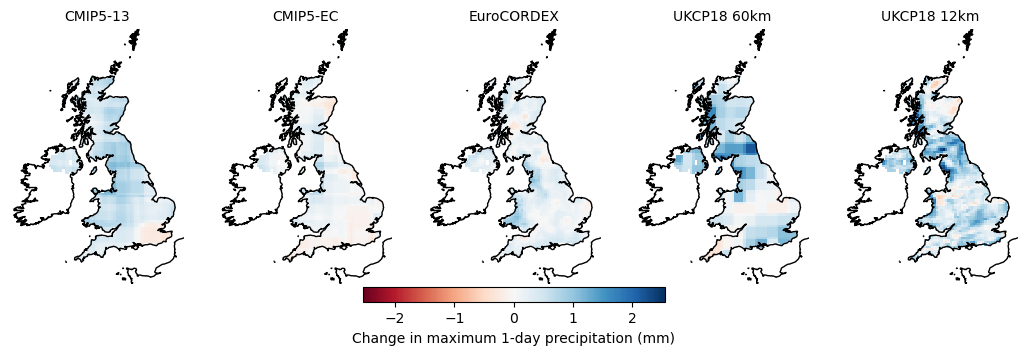 CMIP5-13 CMIP5-EC EuroCORDEX UKCP18 60km UKCP18 12km
−2 −1 0 1 2
Change in maximum 1-day precipitation (mm)